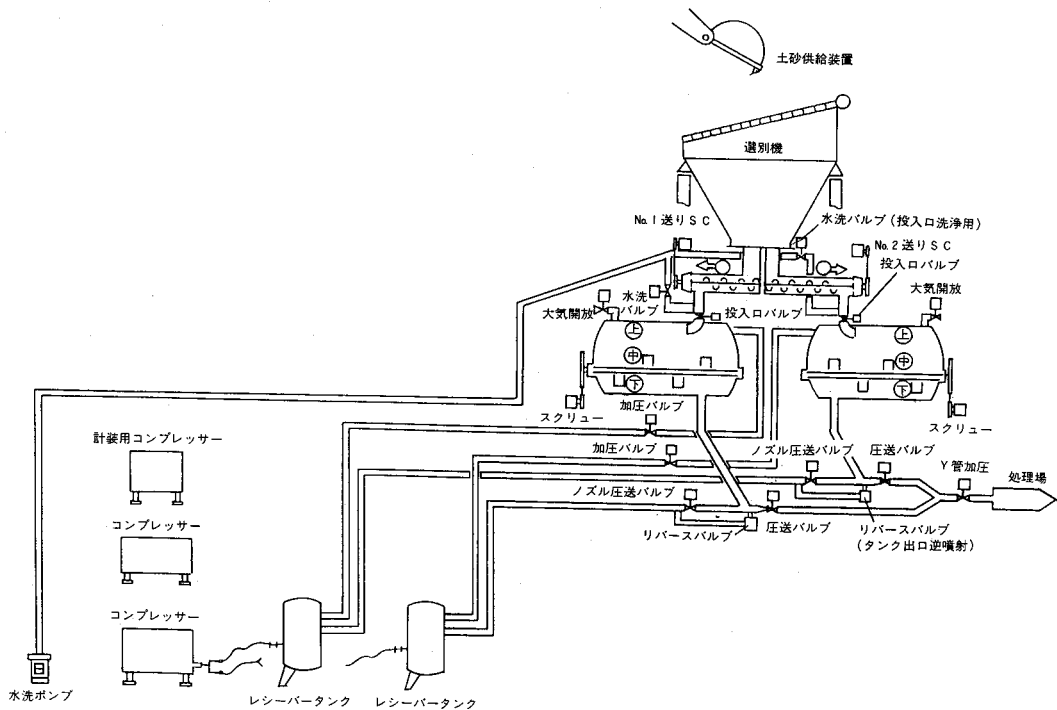 土砂供給装置
選別機
No.1送りSC
水洗バルブ(投入口洗浄用)
No.2送りSC
投入口バルブ
大気開放
水洗
バルブ
大気開放
投入口バルブ
上
中
下
上
中
下
スクリュー
加圧バルブ
スクリュー
計装用コンプレッサー
加圧バルブ
ノズル圧送バルブ
圧送バルブ
Y管加圧
処理場
ノズル圧送バルブ
コンプレッサー
リバースバルブ
圧送バルブ
リバースバルブ
(タンク出口逆噴射)
コンプレッサー
水洗ポンプ
レシーバータンク
レシーバータンク